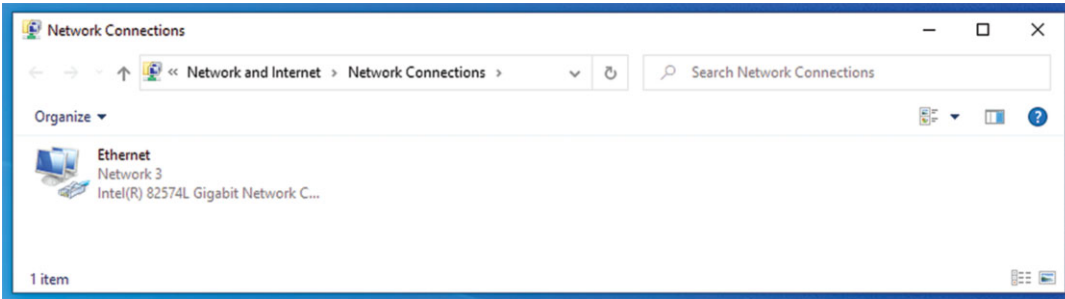 Network Connections
« Network and Internet > Network Connections >
Search Network Connections
Organize
Ethernet
Network 3
Intel(R) 82574L Gigabit Network C...
1 item